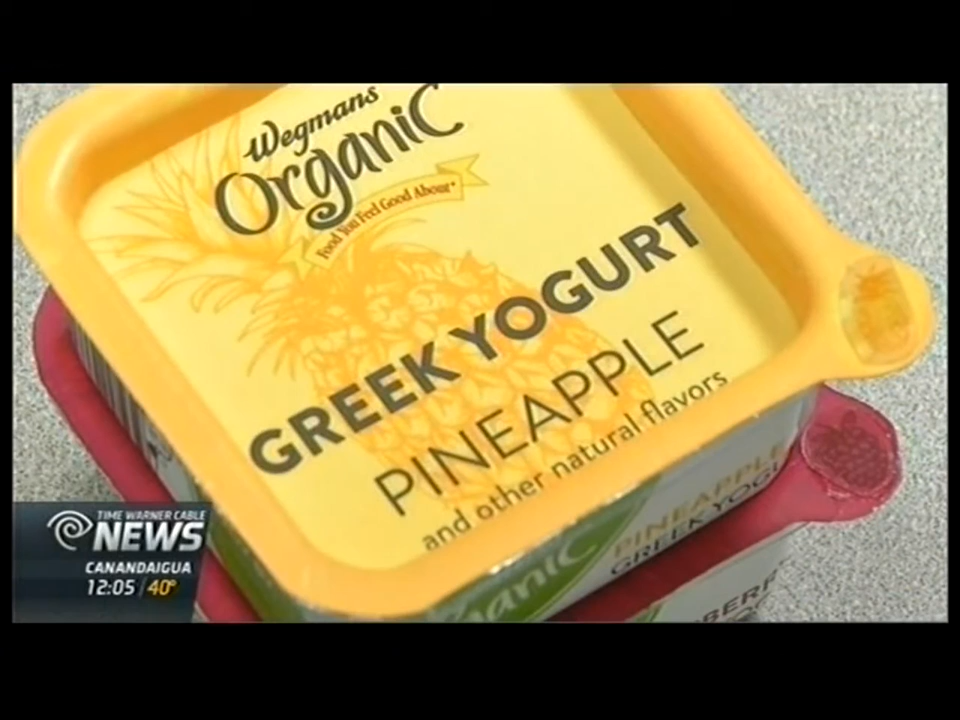 Wegmans
Organic
Food You Feel Good About
GREEK YOGURT
PINEAPPLE
and other natural flavors
PINEAPPLE
GREEK YOG
ganic
BERR
TIME WARNER CABLE
NEWS
CANANDAIGUA
12:05 40°